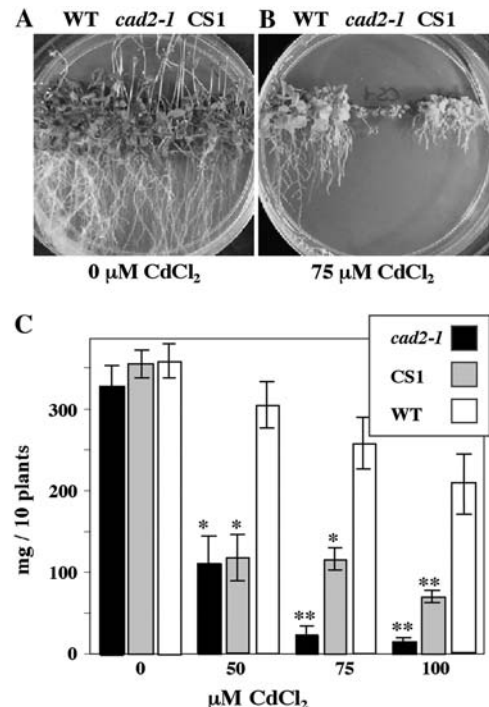 A WT cad2-1 CS1
B WT cad2-1 CS1
0 μM CdCl₂
75 μM CdCl₂
C
cad2-1
CS1
WT
mg / 10 plants
300
200
100
0
* *
** *
** **
0 50 75 100
μM CdCl₂